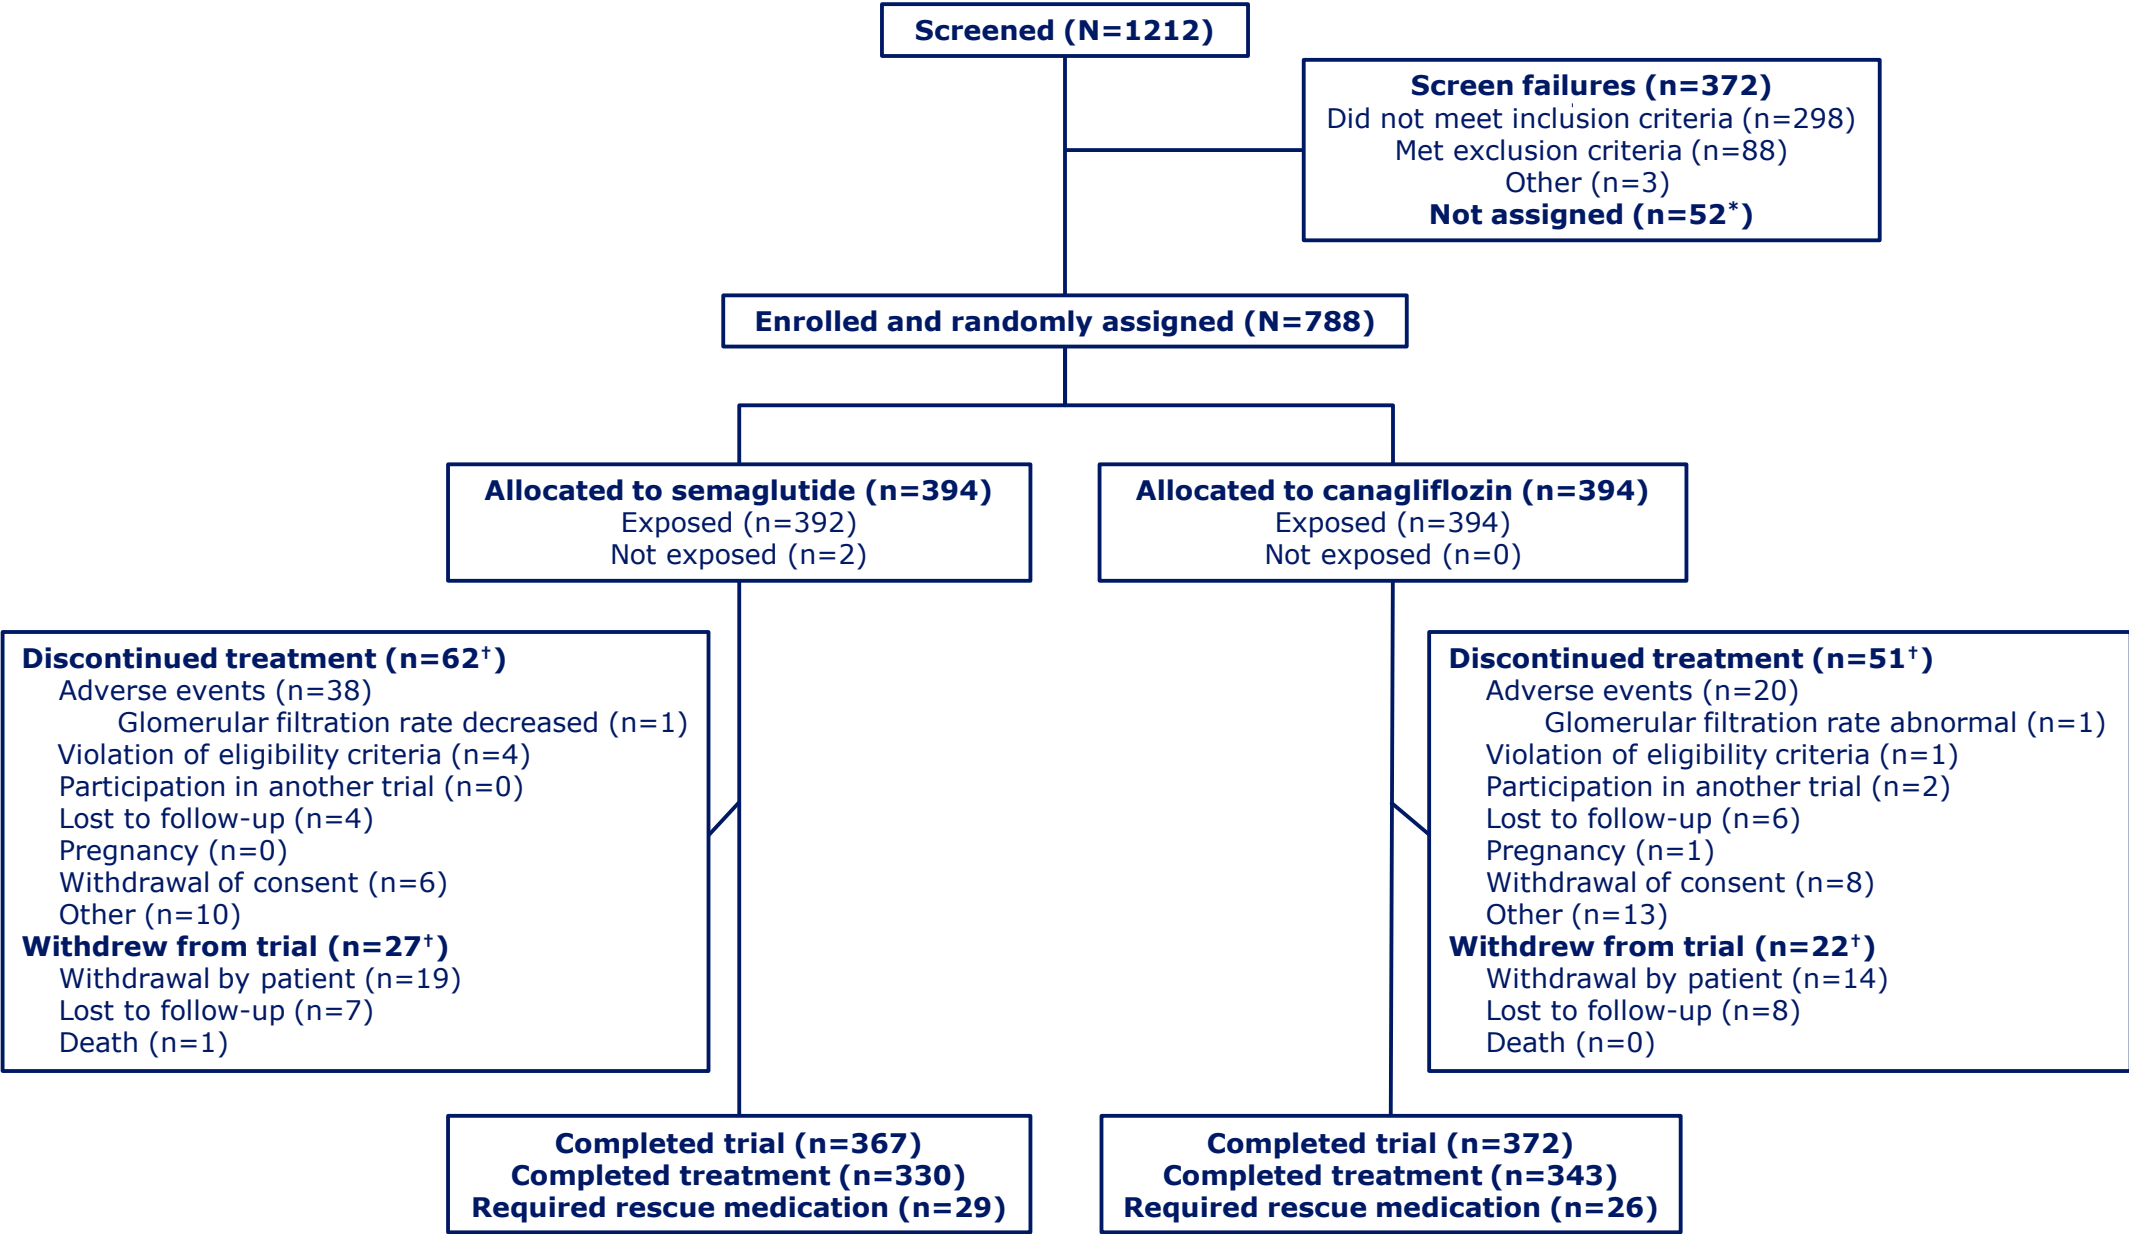 Screened (N=1212)
Screen failures (n=372)
Did not meet inclusion criteria (n=298)
Met exclusion criteria (n=88)
Other (n=3)
Not assigned (n=52*)
Enrolled and randomly assigned (N=788)
Allocated to semaglutide (n=394)
Exposed (n=392)
Not exposed (n=2)
Allocated to canagliflozin (n=394)
Exposed (n=394)
Not exposed (n=0)
Discontinued treatment (n=62†)
Adverse events (n=38)
Glomerular filtration rate decreased (n=1)
Violation of eligibility criteria (n=4)
Participation in another trial (n=0)
Lost to follow-up (n=4)
Pregnancy (n=0)
Withdrawal of consent (n=6)
Other (n=10)
Withdrew from trial (n=27†)
Withdrawal by patient (n=19)
Lost to follow-up (n=7)
Death (n=1)
Discontinued treatment (n=51†)
Adverse events (n=20)
Glomerular filtration rate abnormal (n=1)
Violation of eligibility criteria (n=1)
Participation in another trial (n=2)
Lost to follow-up (n=6)
Pregnancy (n=1)
Withdrawal of consent (n=8)
Other (n=13)
Withdrew from trial (n=22†)
Withdrawal by patient (n=14)
Lost to follow-up (n=8)
Death (n=0)
Completed trial (n=367)
Completed treatment (n=330)
Required rescue medication (n=29)
Completed trial (n=372)
Completed treatment (n=343)
Required rescue medication (n=26)